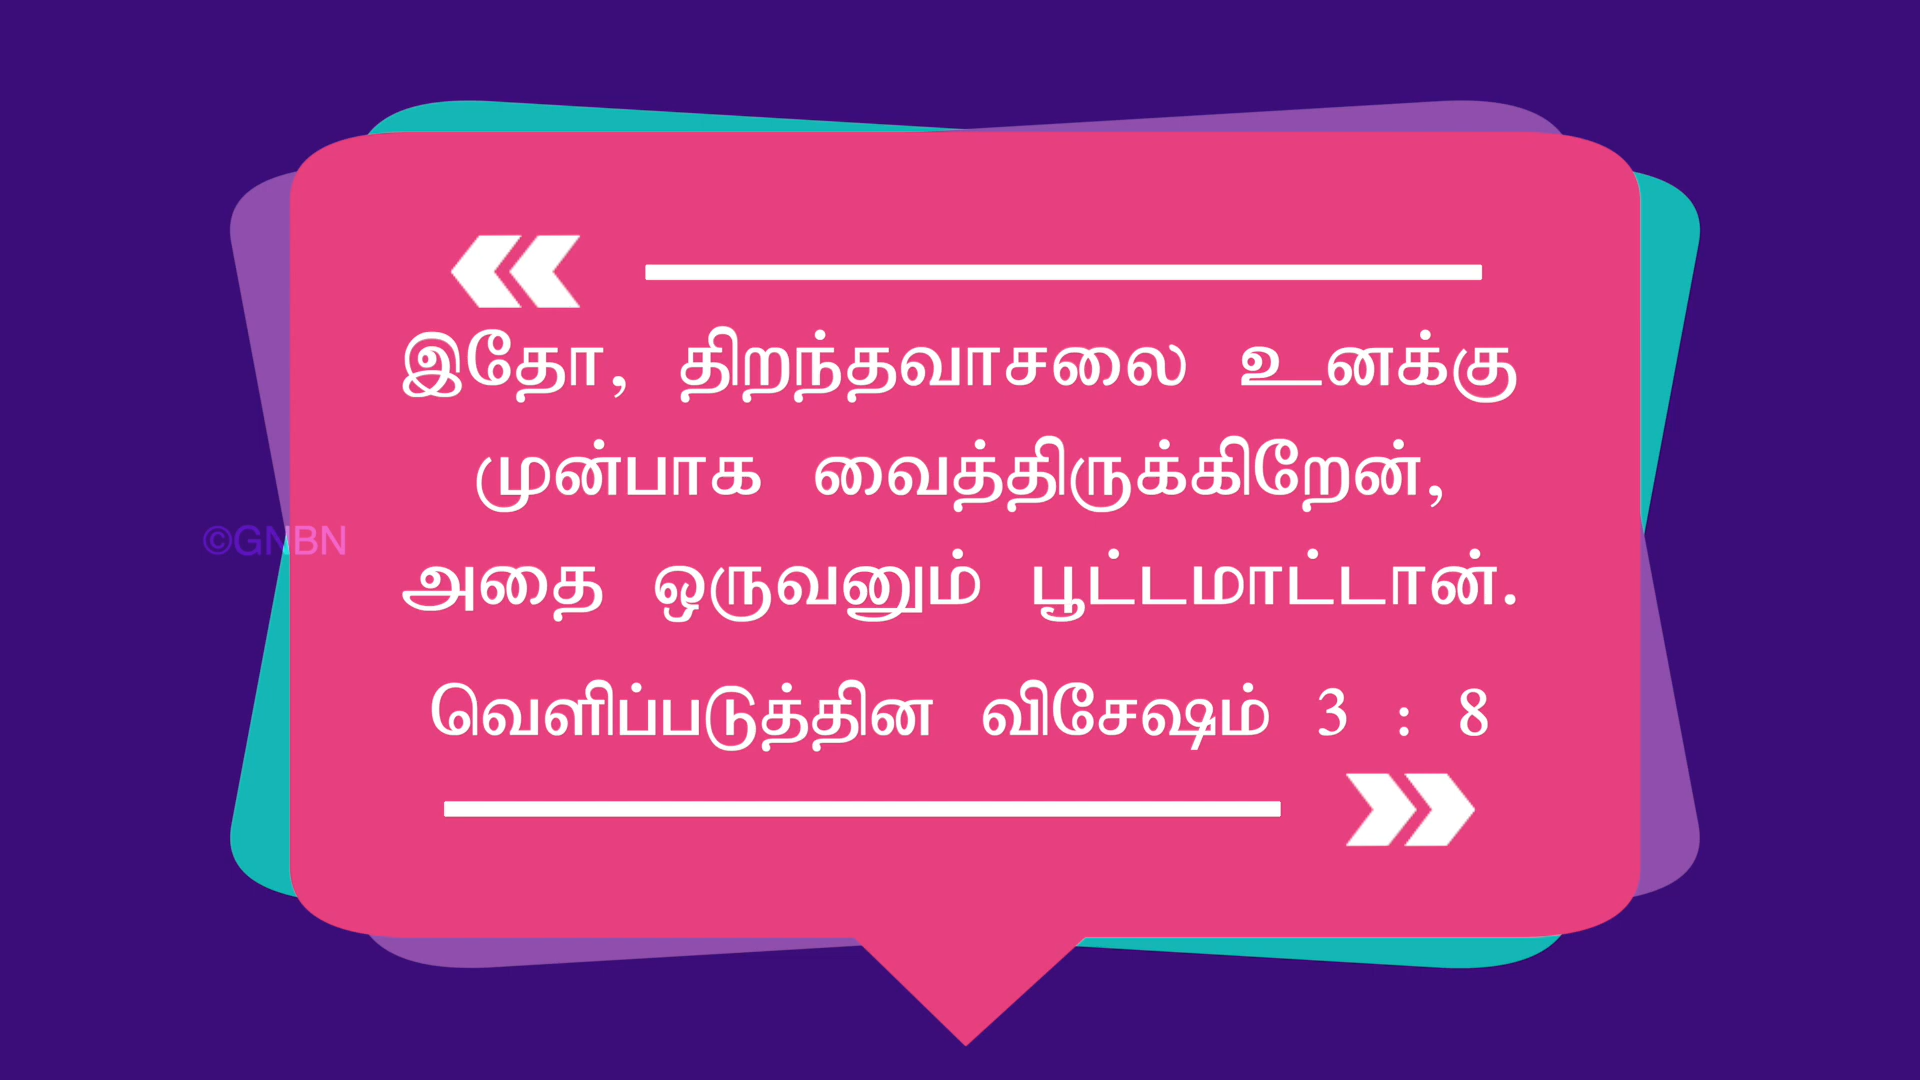 இதோ, திறந்தவாசலை உனக்கு
முன்பாக வைத்திருக்கிறேன்,
©GNBN
அதை ஒருவனும் பூட்டமாட்டான்.
வெளிப்படுத்தின விசேஷம் 3 : 8